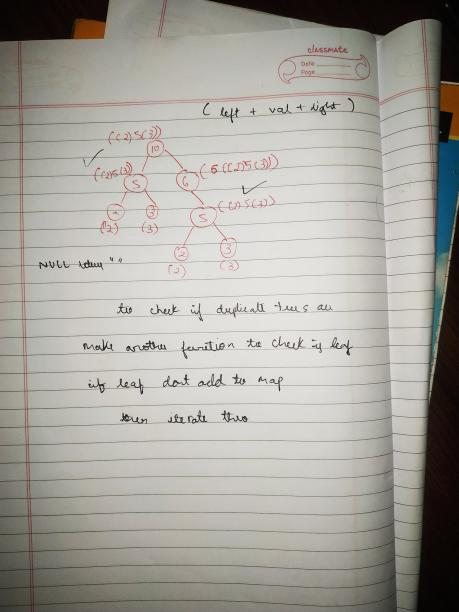 classmate
Date
Page
( left + val + right )
((2)5(3))
10
((2)5(3)
5
6
(6((2)5(3))
2
3
5
((2)5(3))
(2)
(3)
2
3
NULL return ""
(2)
(3)
to check if duplicate trees are
make another function to check if leaf
if leaf dont add to map
then iterate thro